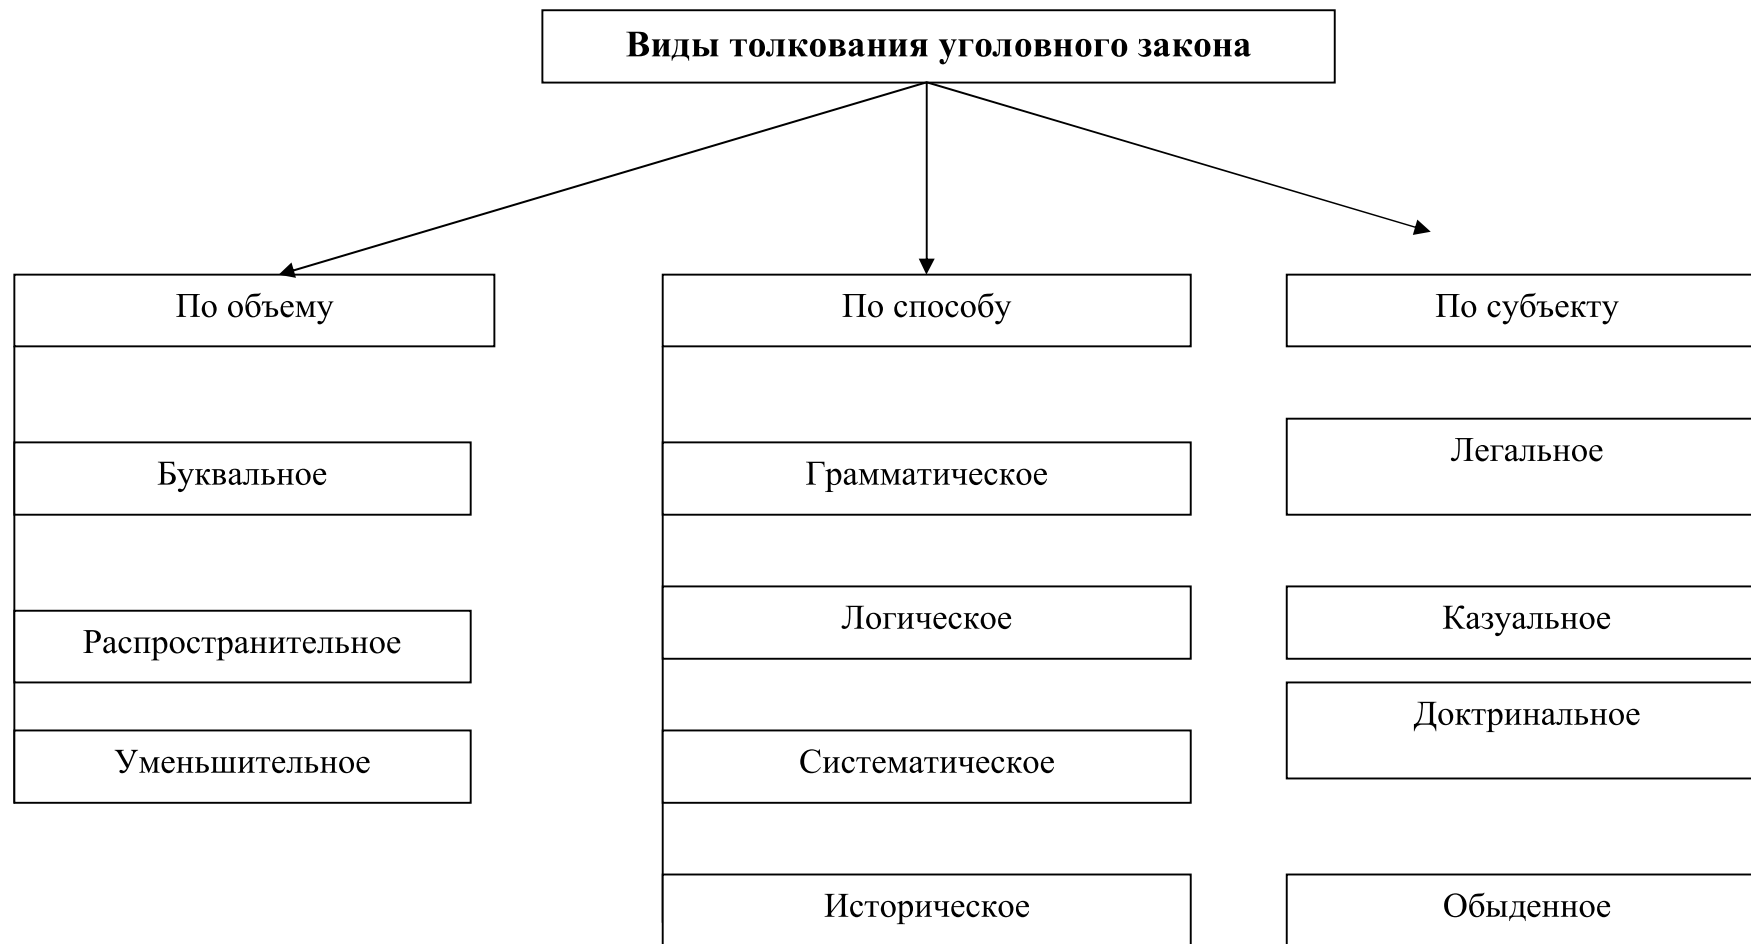 Виды толкования уголовного закона
По объему
По способу
По субъекту
Буквальное
Грамматическое
Легальное
Распространительное
Логическое
Казуальное
Уменьшительное
Систематическое
Доктринальное
Историческое
Обыденное